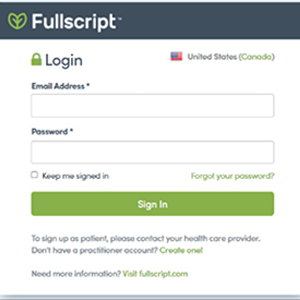 Fullscript™
Login
United States (Canada)
Email Address *
Password *
Keep me signed in
Forgot your password?
Sign In
To sign up as patient, please contact your health care provider.
Don't have a practitioner account? Create one!
Need more information? Visit fullscript.com